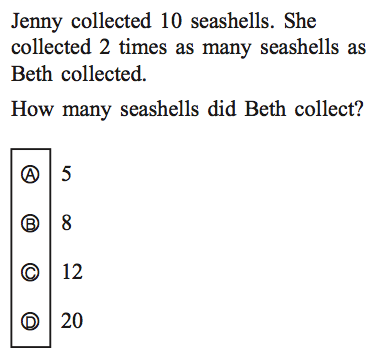 Jenny collected 10 seashells. She
collected 2 times as many seashells as
Beth collected.
How many seashells did Beth collect?
Ⓐ 5
Ⓑ 8
Ⓒ 12
Ⓓ 20